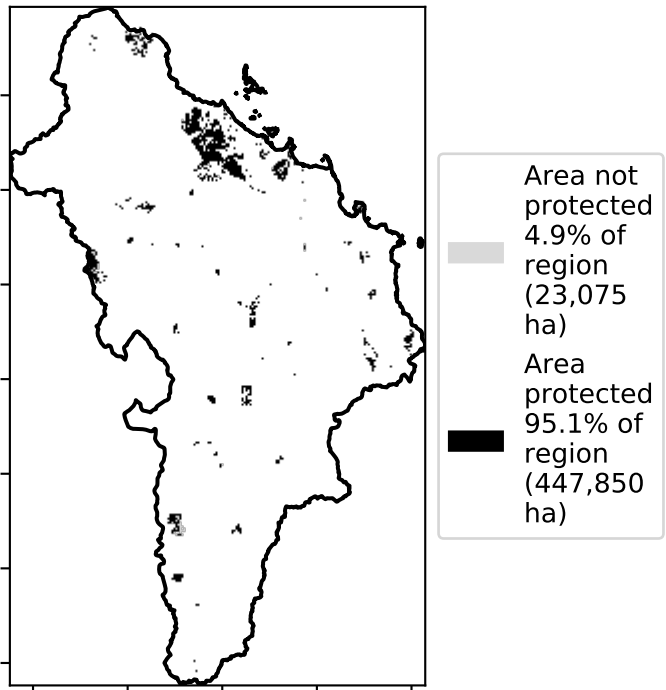 Area not
protected
4.9% of
region
(23,075
ha)
Area
protected
95.1% of
region
(447,850
ha)